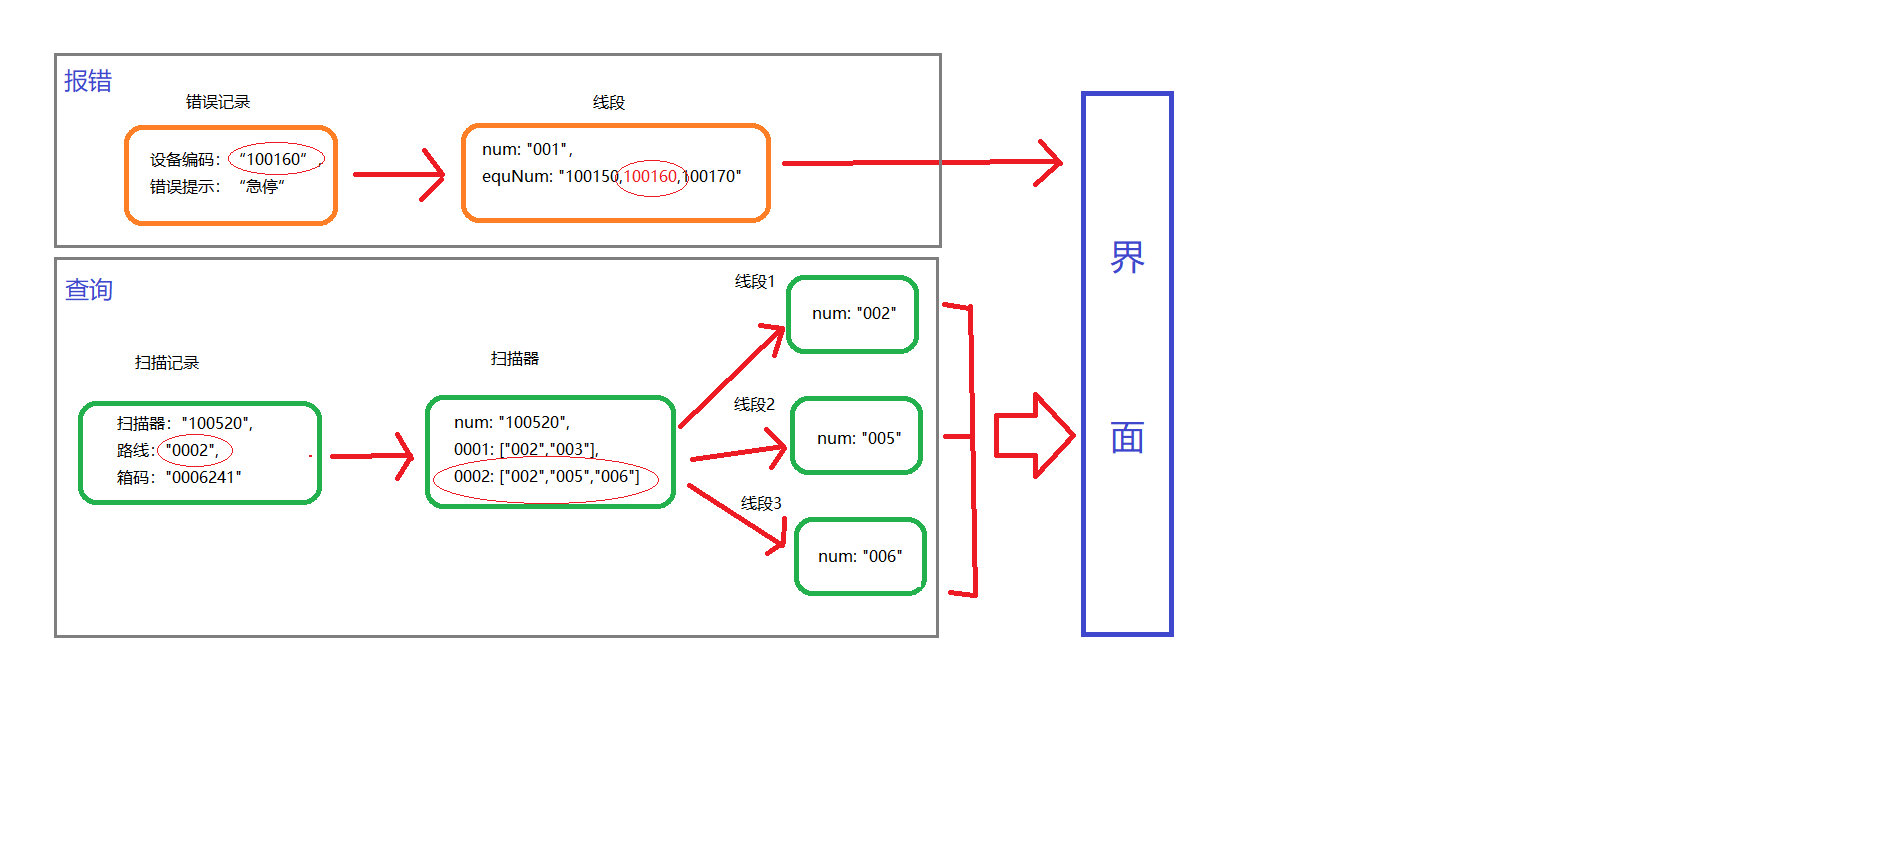 报错
错误记录
设备编码：“100160”，
错误提示：“急停“
线段
num: "001",
equNum: "100150,100160,100170"
查询
扫描记录
扫描器："100520",
路线："0002",
箱码："0006241"
扫描器
num: "100520",
0001: ["002","003"],
0002: ["002","005","006"]
线段1
num: "002"
线段2
num: "005"
线段3
num: "006"
界
面